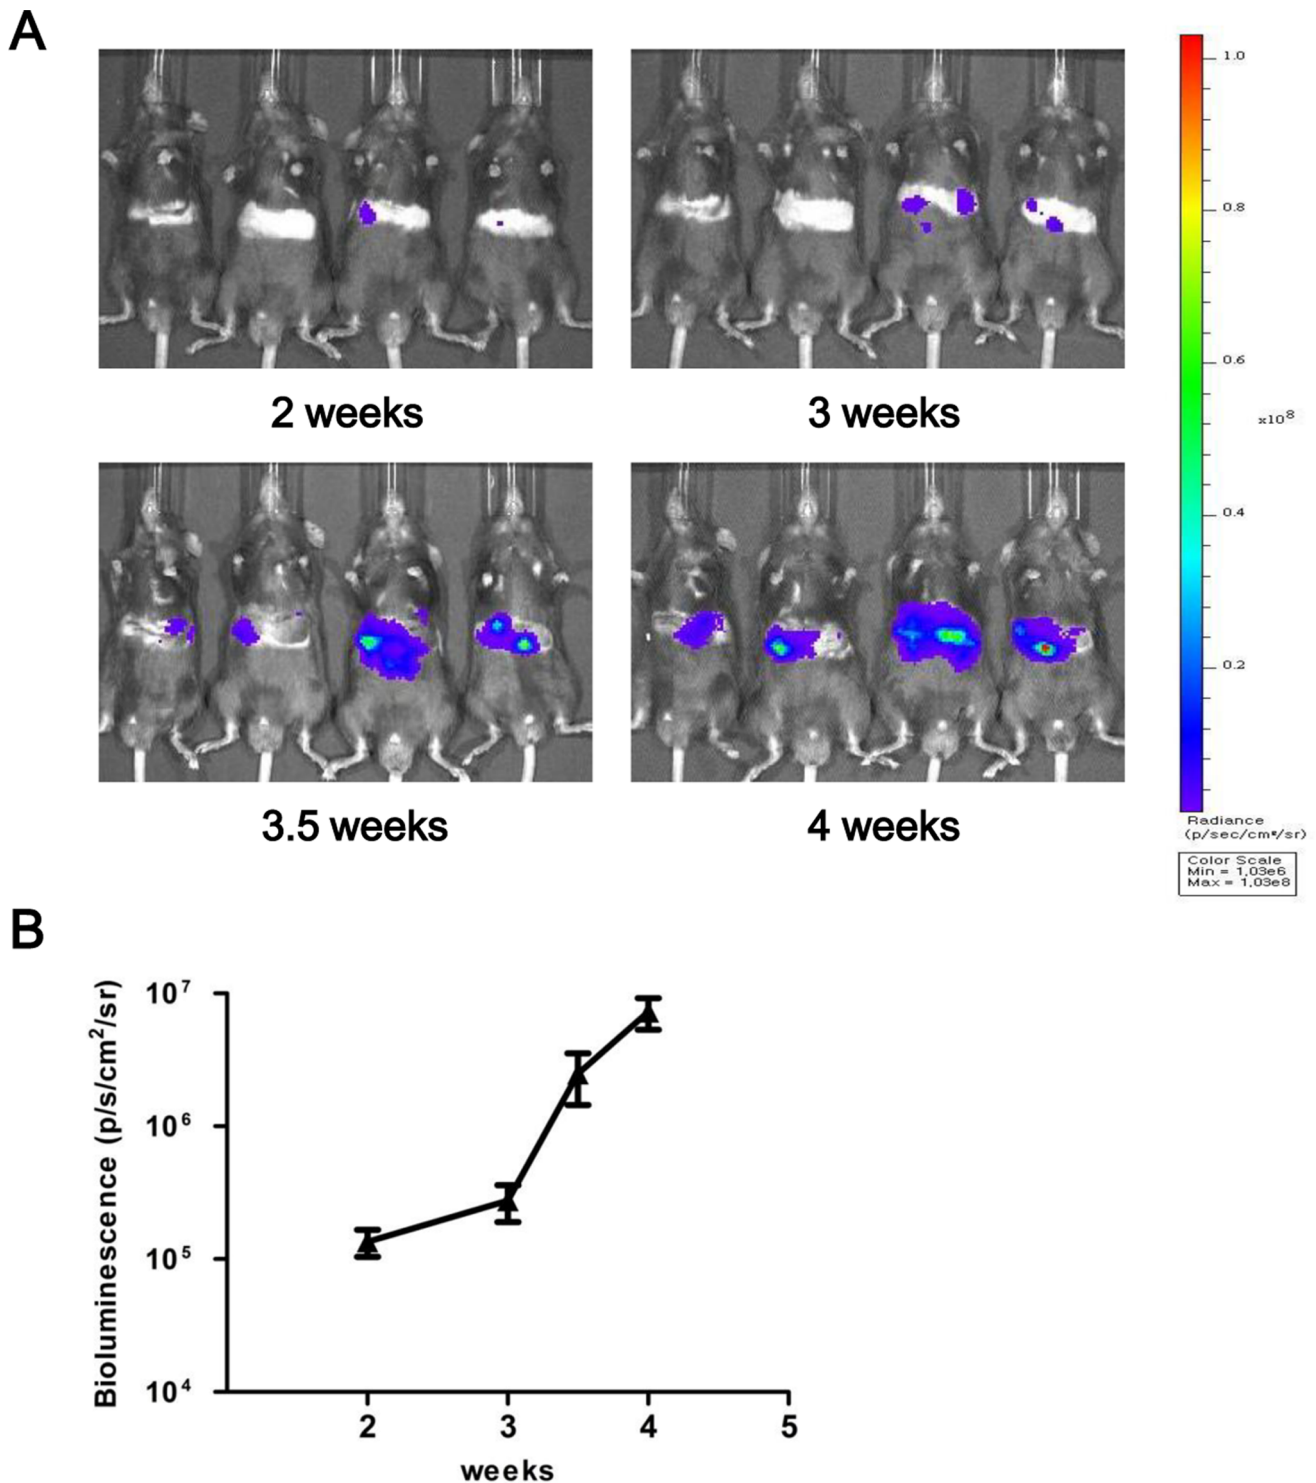 A
2 weeks
3 weeks
3.5 weeks
4 weeks
1.0
0.8
0.6
x10⁸
0.4
0.2
Radiance
(p/sec/cm²/sr)
Color Scale
Min = 1.03e6
Max = 1.03e8
B
Bioluminescence (p/s/cm²/sr)
10⁷
10⁶
10⁵
10⁴
2 3 4 5
weeks